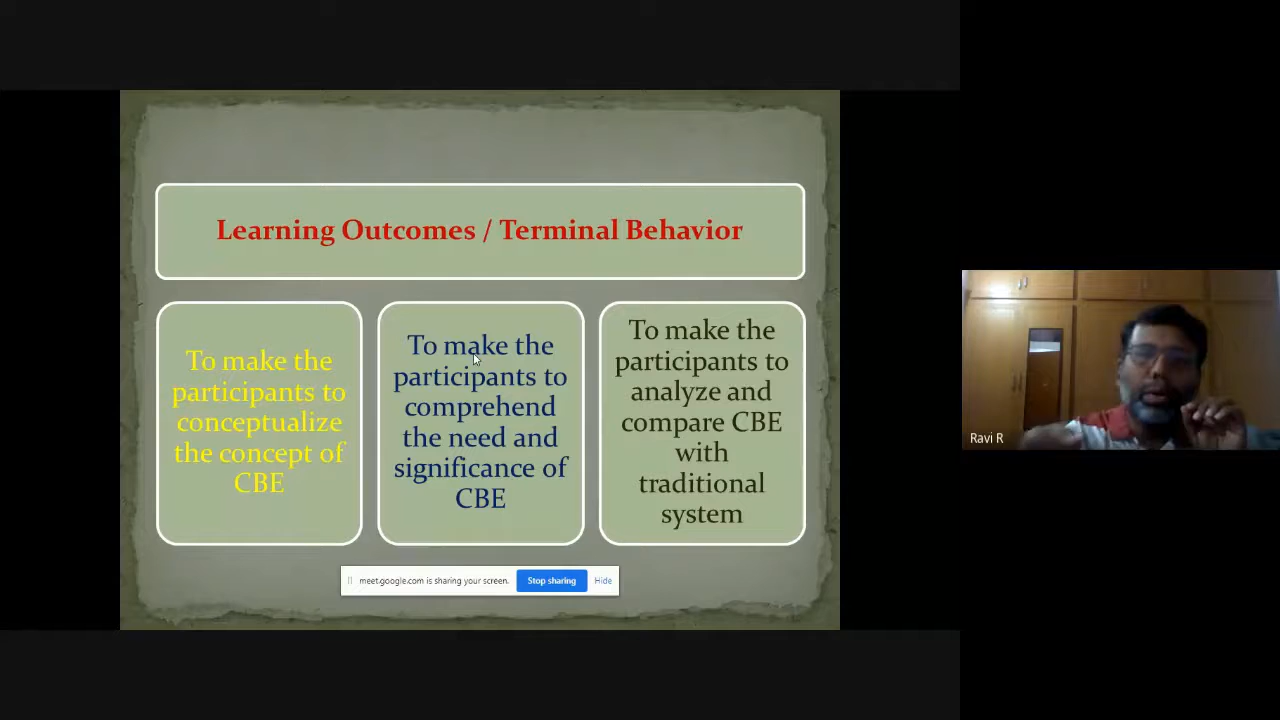 Learning Outcomes / Terminal Behavior
To make the
participants to
conceptualize
the concept of
CBE
To make the
participants to
comprehend
the need and
significance of
CBE
To make the
participants to
analyze and
compare CBE
with
traditional
system
meet.google.com is sharing your screen. Stop sharing Hide
Ravi R